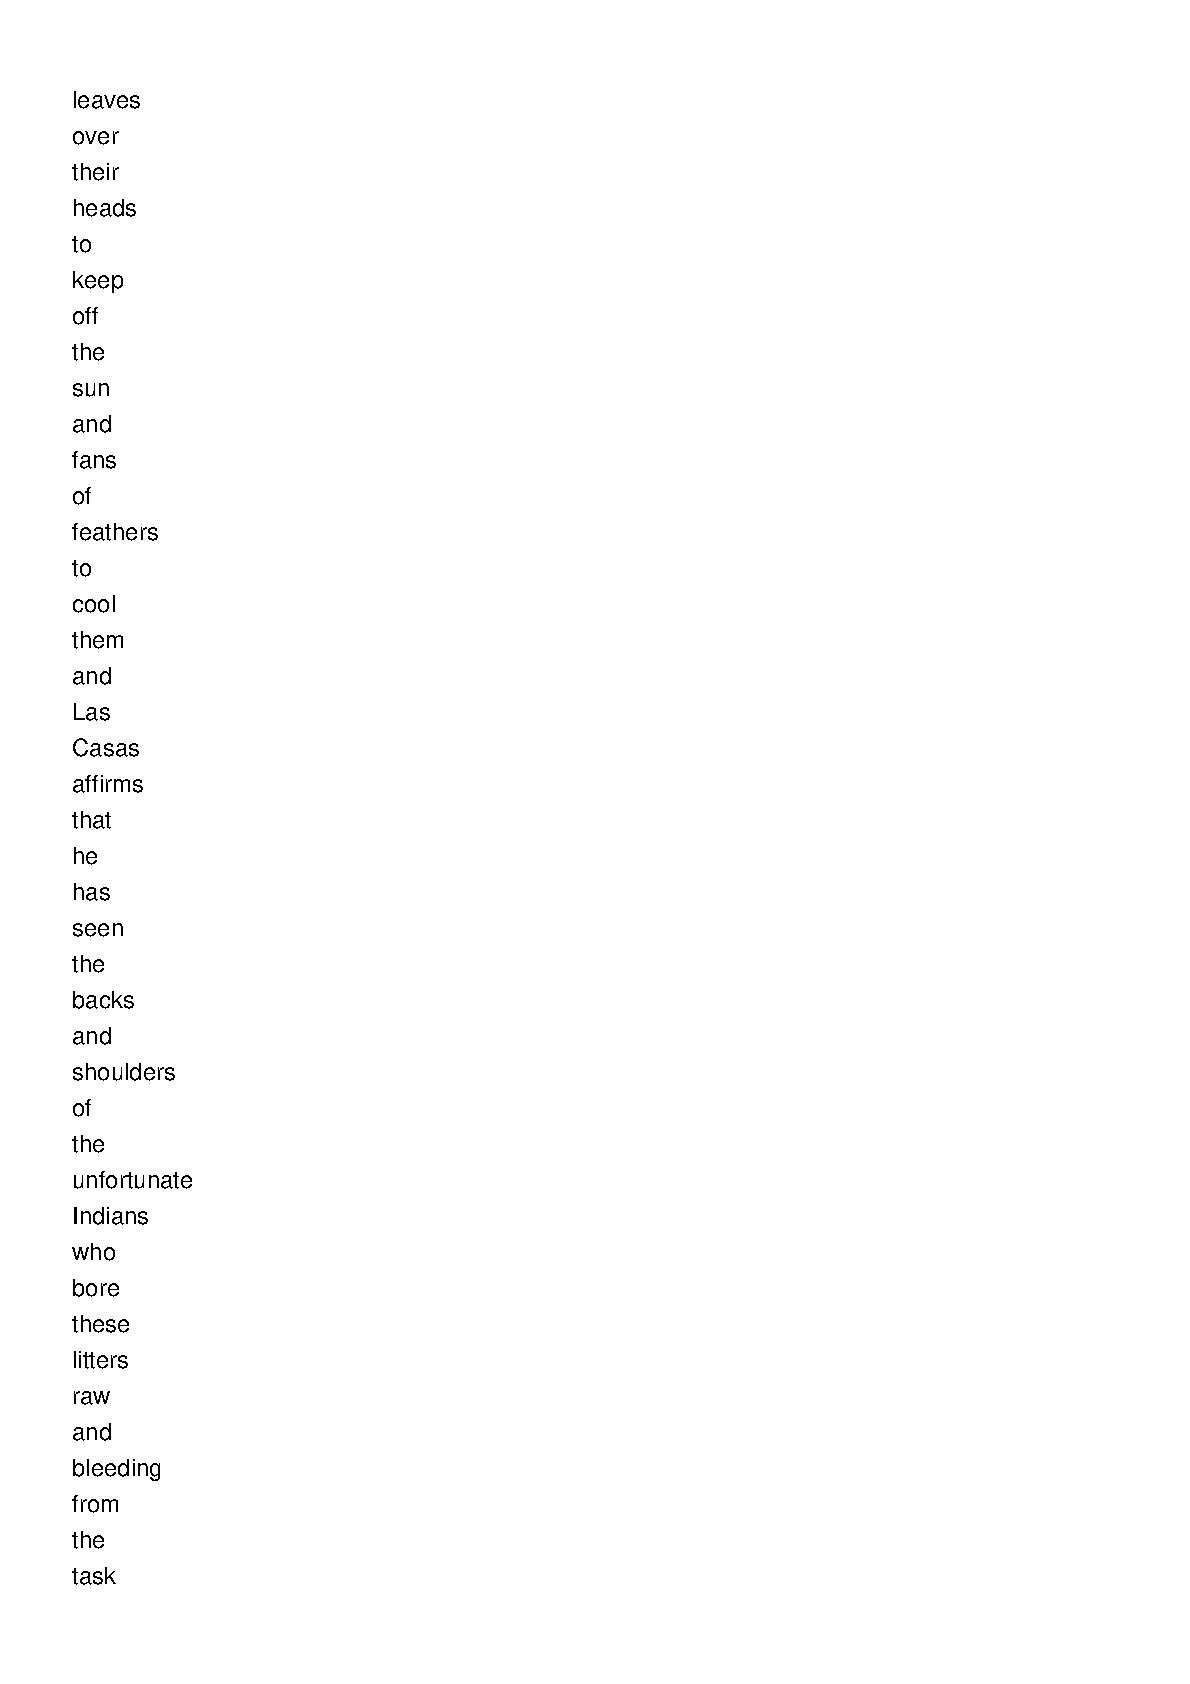 leaves
over
their
heads
to
keep
off
the
sun
and
fans
of
feathers
to
cool
them
and
Las
Casas
affirms
that
he
has
seen
the
backs
and
shoulders
of
the
unfortunate
Indians
who
bore
these
litters
raw
and
bleeding
from
the
task